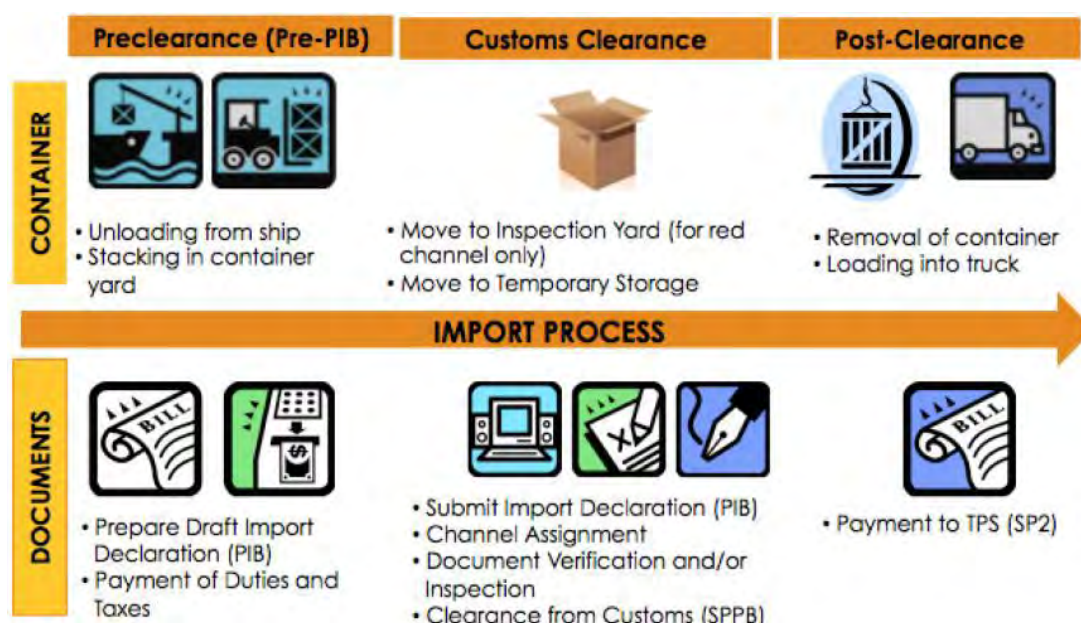 Preclearance (Pre-PIB)
Customs Clearance
Post-Clearance
CONTAINER
• Unloading from ship
• Stacking in container
yard
• Move to Inspection Yard (for red
channel only)
• Move to Temporary Storage
• Removal of container
• Loading into truck
IMPORT PROCESS
DOCUMENTS
BILL
$
X
BILL
• Prepare Draft Import
Declaration (PIB)
• Payment of Duties and
Taxes
• Submit Import Declaration (PIB)
• Channel Assignment
• Document Verification and/or
Inspection
• Clearance from Customs (SPPB)
• Payment to TPS (SP2)